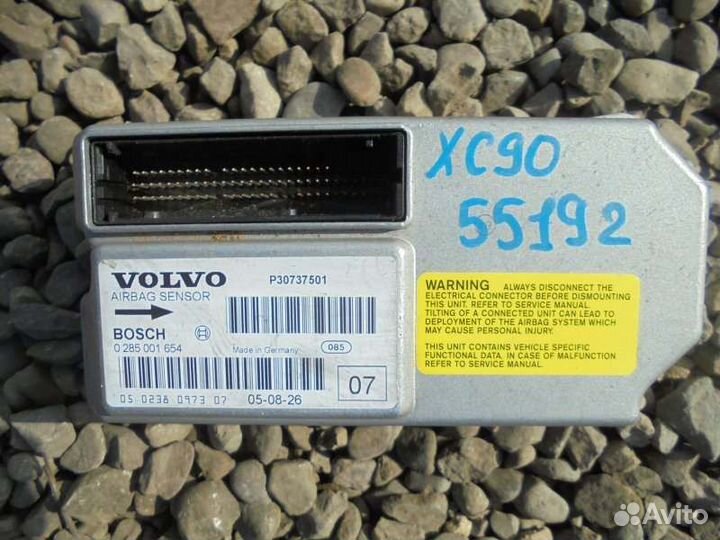 XC90
55192
VOLVO
P30737501
AIRBAG SENSOR
BOSCH
0 285 001 654
Made in Germany
085
07
05 0238 0973 07
05-08-26
WARNING ALWAYS DISCONNECT THE
ELECTRICAL CONNECTOR BEFORE DISMOUNTING
THIS UNIT. REFER TO SERVICE MANUAL.
TILTING OF A CONNECTED UNIT CAN LEAD TO
DEPLOYMENT OF THE AIRBAG SYSTEM WHICH
MAY CAUSE PERSONAL INJURY.
THIS UNIT CONTAINS VEHICLE SPECIFIC
FUNCTIONAL DATA, IN CASE OF MALFUNCTION
REFER TO SERVICE MANUAL.
Avito